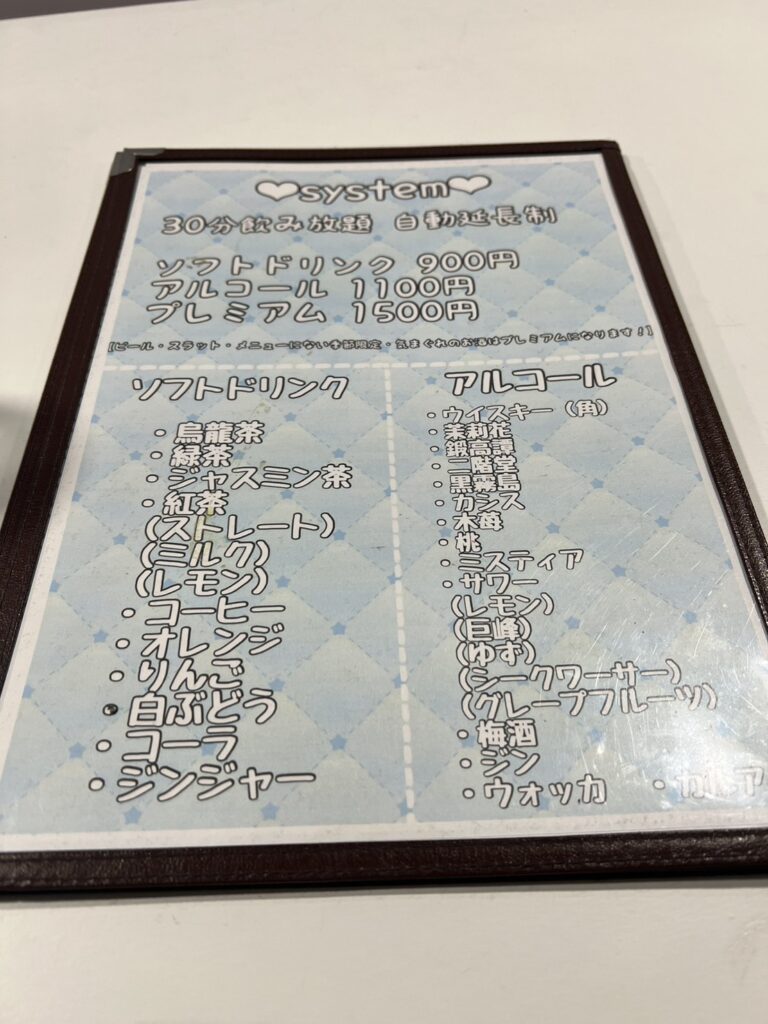 ❤system❤
30分飲み放題 自動延長制
ソフトドリンク 900円
アルコール 1100円
プレミアム 1500円
[ビール・スラット・メニューにない季節限定・気まぐれのお酒はプレミアムになります!]
ソフトドリンク
・烏龍茶
・緑茶
・ジャスミン茶
・紅茶
(ストレート)
(ミルク)
(レモン)
・コーヒー
・オレンジ
・りんご
・白ぶどう
・コーラ
・ジンジャー
アルコール
・ウイスキー(角)
・茉莉花
・鍛高譚
・二階堂
・黒霧島
・カシス
・木苺
・桃
・ミスティア
・サワー
(レモン)
(巨峰)
(ゆず)
(シークワーサー)
(グレープフルーツ)
・梅酒
・ジン
・ウォッカ ・カルア